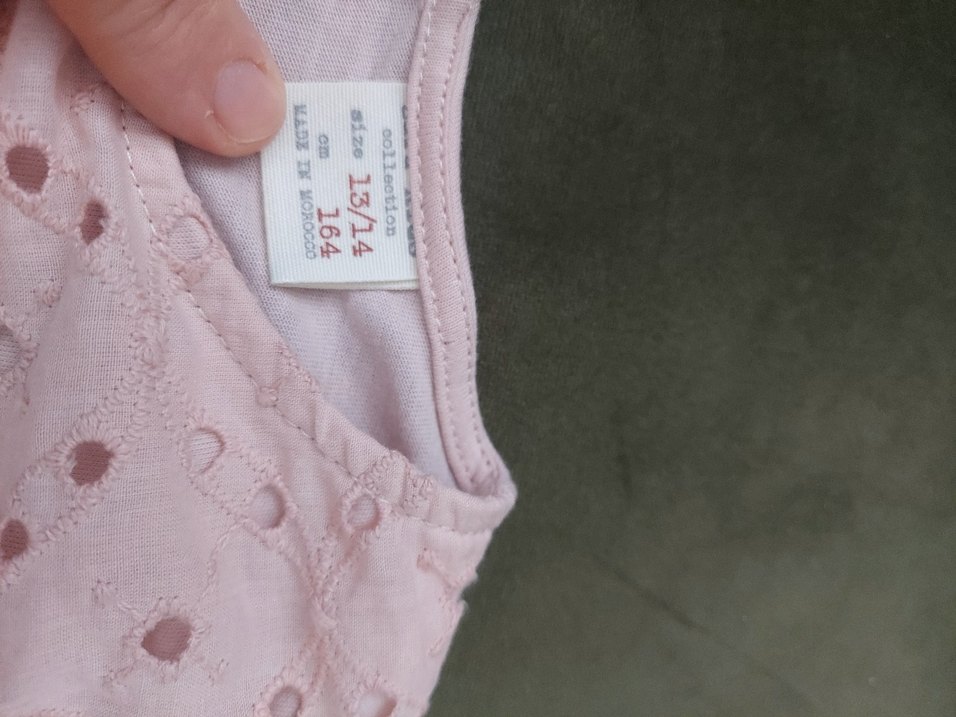 collection
size 13/14
cm 164
MADE IN MOROCCO